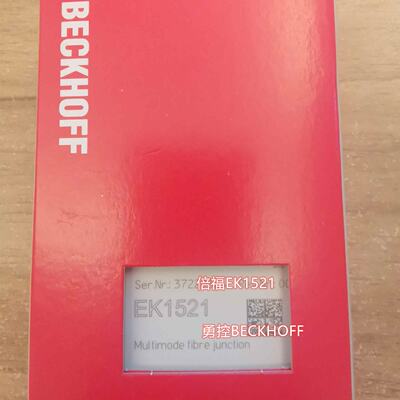 BECKHOFF
Ser Nr: 372
倍福EK1521
EK1521
勇控BECKHOFF
Multimode fibre junction